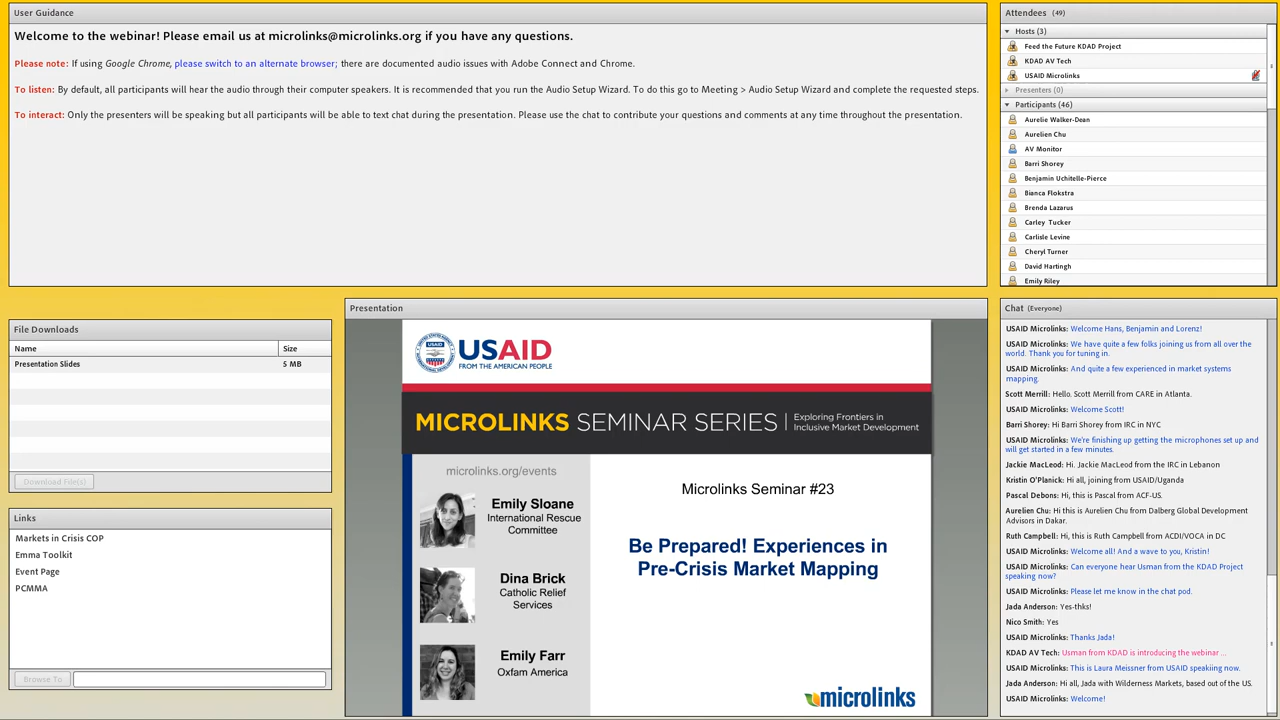 User Guidance
Welcome to the webinar! Please email us at microlinks@microlinks.org if you have any questions.
Please note: If using Google Chrome, please switch to an alternate browser; there are documented audio issues with Adobe Connect and Chrome.
To listen: By default, all participants will hear the audio through their computer speakers. It is recommended that you run the Audio Setup Wizard. To do this go to Meeting > Audio Setup Wizard and complete the requested steps.
To interact: Only the presenters will be speaking but all participants will be able to text chat during the presentation. Please use the chat to contribute your questions and comments at any time throughout the presentation.
Attendees (49)
Hosts (3)
Feed the Future KDAD Project
KDAD AV Tech
USAID Microlinks
Presenters (0)
Participants (46)
Aurelie Walker-Dean
Aurelien Chu
AV Monitor
Barri Shorey
Benjamin Uchitelle-Pierce
Bianca Flokstra
Brenda Lazarus
Carley Tucker
Carlisle Levine
Cheryl Turner
David Hartingh
Emily Riley
File Downloads
Name Size
Presentation Slides 5 MB
Download File(s)
Links
Markets in Crisis COP
Emma Toolkit
Event Page
PCMMA
Browse To
Presentation
USAID
FROM THE AMERICAN PEOPLE
MICROLINKS SEMINAR SERIES
Exploring Frontiers in
Inclusive Market Development
microlinks.org/events
Emily Sloane
International Rescue
Committee
Dina Brick
Catholic Relief
Services
Emily Farr
Oxfam America
Microlinks Seminar #23
Be Prepared! Experiences in
Pre-Crisis Market Mapping
microlinks
Chat (Everyone)
USAID Microlinks: Welcome Hans, Benjamin and Lorenz!
USAID Microlinks: We have quite a few folks joining us from all over the
world. Thank you for tuning in.
USAID Microlinks: And quite a few experienced in market systems
mapping.
Scott Merrill: Hello. Scott Merrill from CARE in Atlanta.
USAID Microlinks: Welcome Scott!
Barri Shorey: Hi Barri Shorey from IRC in NYC
USAID Microlinks: We're finishing up getting the microphones set up and
will get started in a few minutes.
Jackie MacLeod: Hi. Jackie MacLeod from the IRC in Lebanon
Kristin O'Planick: Hi all, joining from USAID/Uganda
Pascal Debons: Hi, this is Pascal from ACF-US.
Aurelien Chu: Hi this is Aurelien Chu from Dalberg Global Development
Advisors in Dakar.
Ruth Campbell: Hi, this is Ruth Campbell from ACDI/VOCA in DC
USAID Microlinks: Welcome all! And a wave to you, Kristin!
USAID Microlinks: Can everyone hear Usman from the KDAD Project
speaking now?
USAID Microlinks: Please let me know in the chat pod.
Jada Anderson: Yes-thks!
Nico Smith: Yes
USAID Microlinks: Thanks Jada!
KDAD AV Tech: Usman from KDAD is introducing the webinar ...
USAID Microlinks: This is Laura Meissner from USAID speakiing now.
Jada Anderson: Hi all, Jada with Wilderness Markets, based out of the US.
USAID Microlinks: Welcome!